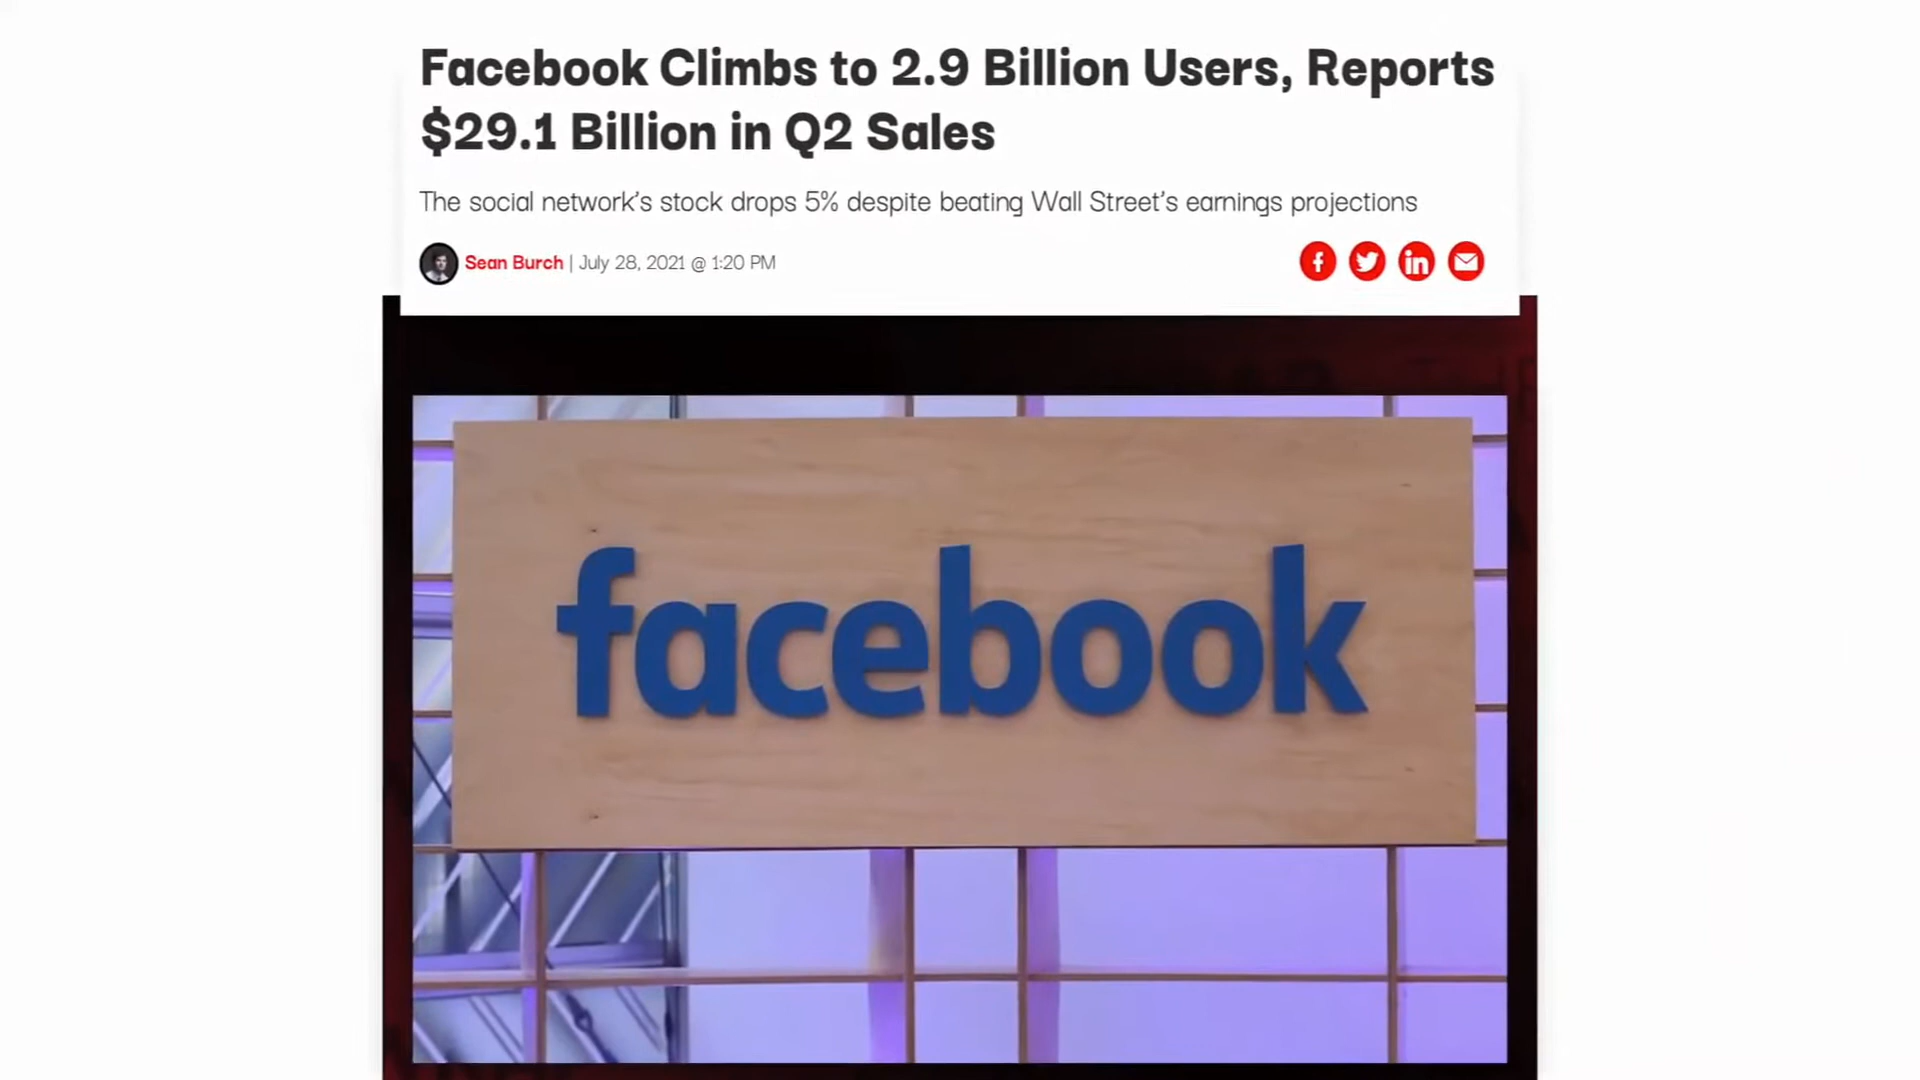 Facebook Climbs to 2.9 Billion Users, Reports
$29.1 Billion in Q2 Sales
The social network's stock drops 5% despite beating Wall Street's earnings projections
Sean Burch | July 28, 2021 @ 1:20 PM
facebook